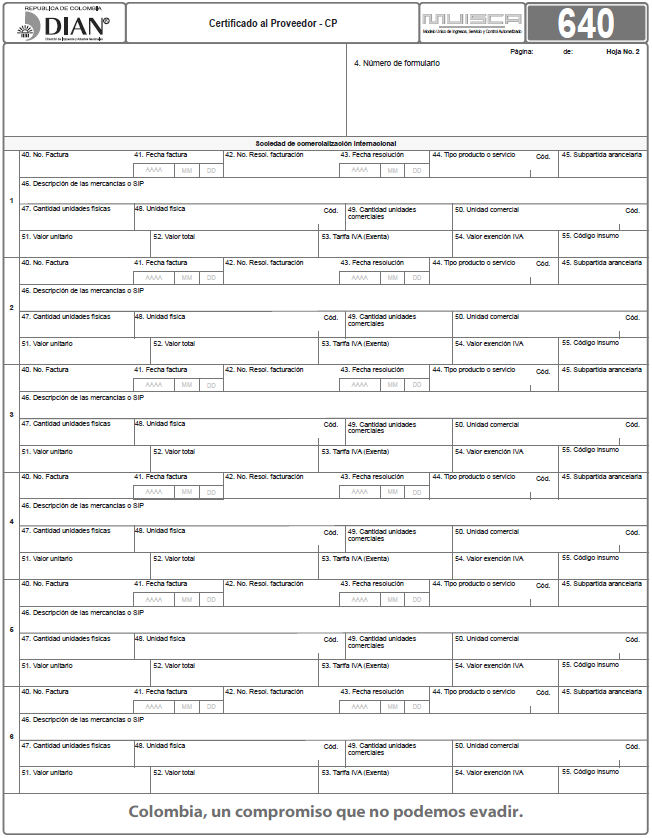 REPUBLICA DE COLOMBIA
DIAN®
Dirección de Impuestos y Aduanas Nacionales
Certificado al Proveedor - CP
MUISCA
Modelo Único de Ingresos, Servicio y Control Automatizado
640
Página: de: Hoja No. 2
4. Número de formulario
Sociedad de comercialización internacional
1
40. No. Factura 41. Fecha factura 42. No. Resol. facturación 43. Fecha resolución 44. Tipo producto o servicio Cód. 45. Subpartida arancelaria
AAAA MM DD AAAA MM DD
46. Descripción de las mercancías o SIP
47. Cantidad unidades físicas 48. Unidad física Cód. 49. Cantidad unidades comerciales 50. Unidad comercial Cód.
51. Valor unitario 52. Valor total 53. Tarifa IVA (Exenta) 54. Valor exención IVA 55. Código insumo
2
40. No. Factura 41. Fecha factura 42. No. Resol. facturación 43. Fecha resolución 44. Tipo producto o servicio Cód. 45. Subpartida arancelaria
AAAA MM DD AAAA MM DD
46. Descripción de las mercancías o SIP
47. Cantidad unidades físicas 48. Unidad física Cód. 49. Cantidad unidades comerciales 50. Unidad comercial Cód.
51. Valor unitario 52. Valor total 53. Tarifa IVA (Exenta) 54. Valor exención IVA 55. Código insumo
3
40. No. Factura 41. Fecha factura 42. No. Resol. facturación 43. Fecha resolución 44. Tipo producto o servicio Cód. 45. Subpartida arancelaria
AAAA MM DD AAAA MM DD
46. Descripción de las mercancías o SIP
47. Cantidad unidades físicas 48. Unidad física Cód. 49. Cantidad unidades comerciales 50. Unidad comercial Cód.
51. Valor unitario 52. Valor total 53. Tarifa IVA (Exenta) 54. Valor exención IVA 55. Código insumo
4
40. No. Factura 41. Fecha factura 42. No. Resol. facturación 43. Fecha resolución 44. Tipo producto o servicio Cód. 45. Subpartida arancelaria
AAAA MM DD AAAA MM DD
46. Descripción de las mercancías o SIP
47. Cantidad unidades físicas 48. Unidad física Cód. 49. Cantidad unidades comerciales 50. Unidad comercial Cód.
51. Valor unitario 52. Valor total 53. Tarifa IVA (Exenta) 54. Valor exención IVA 55. Código insumo
5
40. No. Factura 41. Fecha factura 42. No. Resol. facturación 43. Fecha resolución 44. Tipo producto o servicio Cód. 45. Subpartida arancelaria
AAAA MM DD AAAA MM DD
46. Descripción de las mercancías o SIP
47. Cantidad unidades físicas 48. Unidad física Cód. 49. Cantidad unidades comerciales 50. Unidad comercial Cód.
51. Valor unitario 52. Valor total 53. Tarifa IVA (Exenta) 54. Valor exención IVA 55. Código insumo
6
40. No. Factura 41. Fecha factura 42. No. Resol. facturación 43. Fecha resolución 44. Tipo producto o servicio Cód. 45. Subpartida arancelaria
AAAA MM DD AAAA MM DD
46. Descripción de las mercancías o SIP
47. Cantidad unidades físicas 48. Unidad física Cód. 49. Cantidad unidades comerciales 50. Unidad comercial Cód.
51. Valor unitario 52. Valor total 53. Tarifa IVA (Exenta) 54. Valor exención IVA 55. Código insumo
Colombia, un compromiso que no podemos evadir.